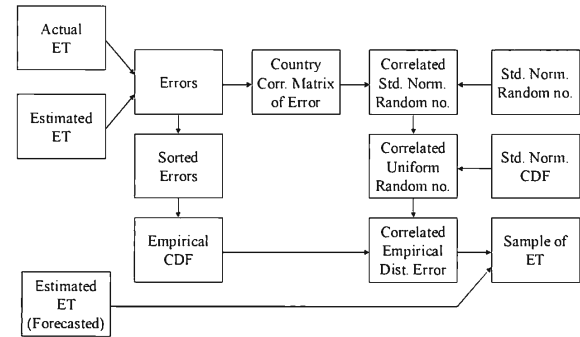 Actual
ET
Estimated
ET
Errors
Country
Corr. Matrix
of Error
Correlated
Std. Norm.
Random no.
Std. Norm.
Random no.
Sorted
Errors
Correlated
Uniform
Random no.
Std. Norm.
CDF
Empirical
CDF
Correlated
Empirical
Dist. Error
Sample of
ET
Estimated
ET
(Forecasted)